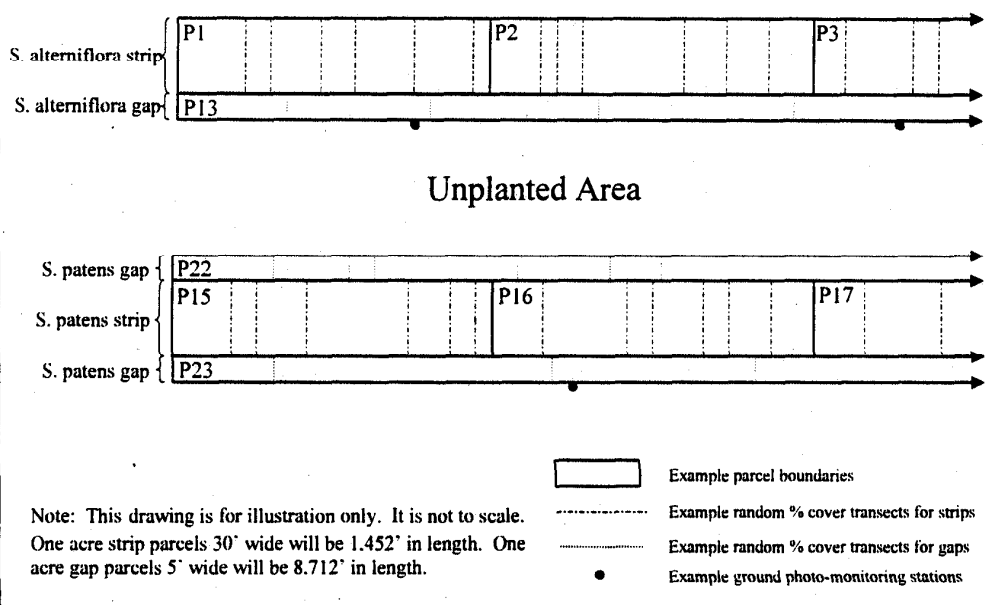 S. alterniflora strip
P1
P2
P3
S. alterniflora gap
P13
Unplanted Area
S. patens gap
P22
S. patens strip
P15
P16
P17
S. patens gap
P23
Note: This drawing is for illustration only. It is not to scale.
One acre strip parcels 30' wide will be 1.452' in length. One
acre gap parcels 5' wide will be 8.712' in length.
Example parcel boundaries
Example random % cover transects for strips
Example random % cover transects for gaps
Example ground photo-monitoring stations